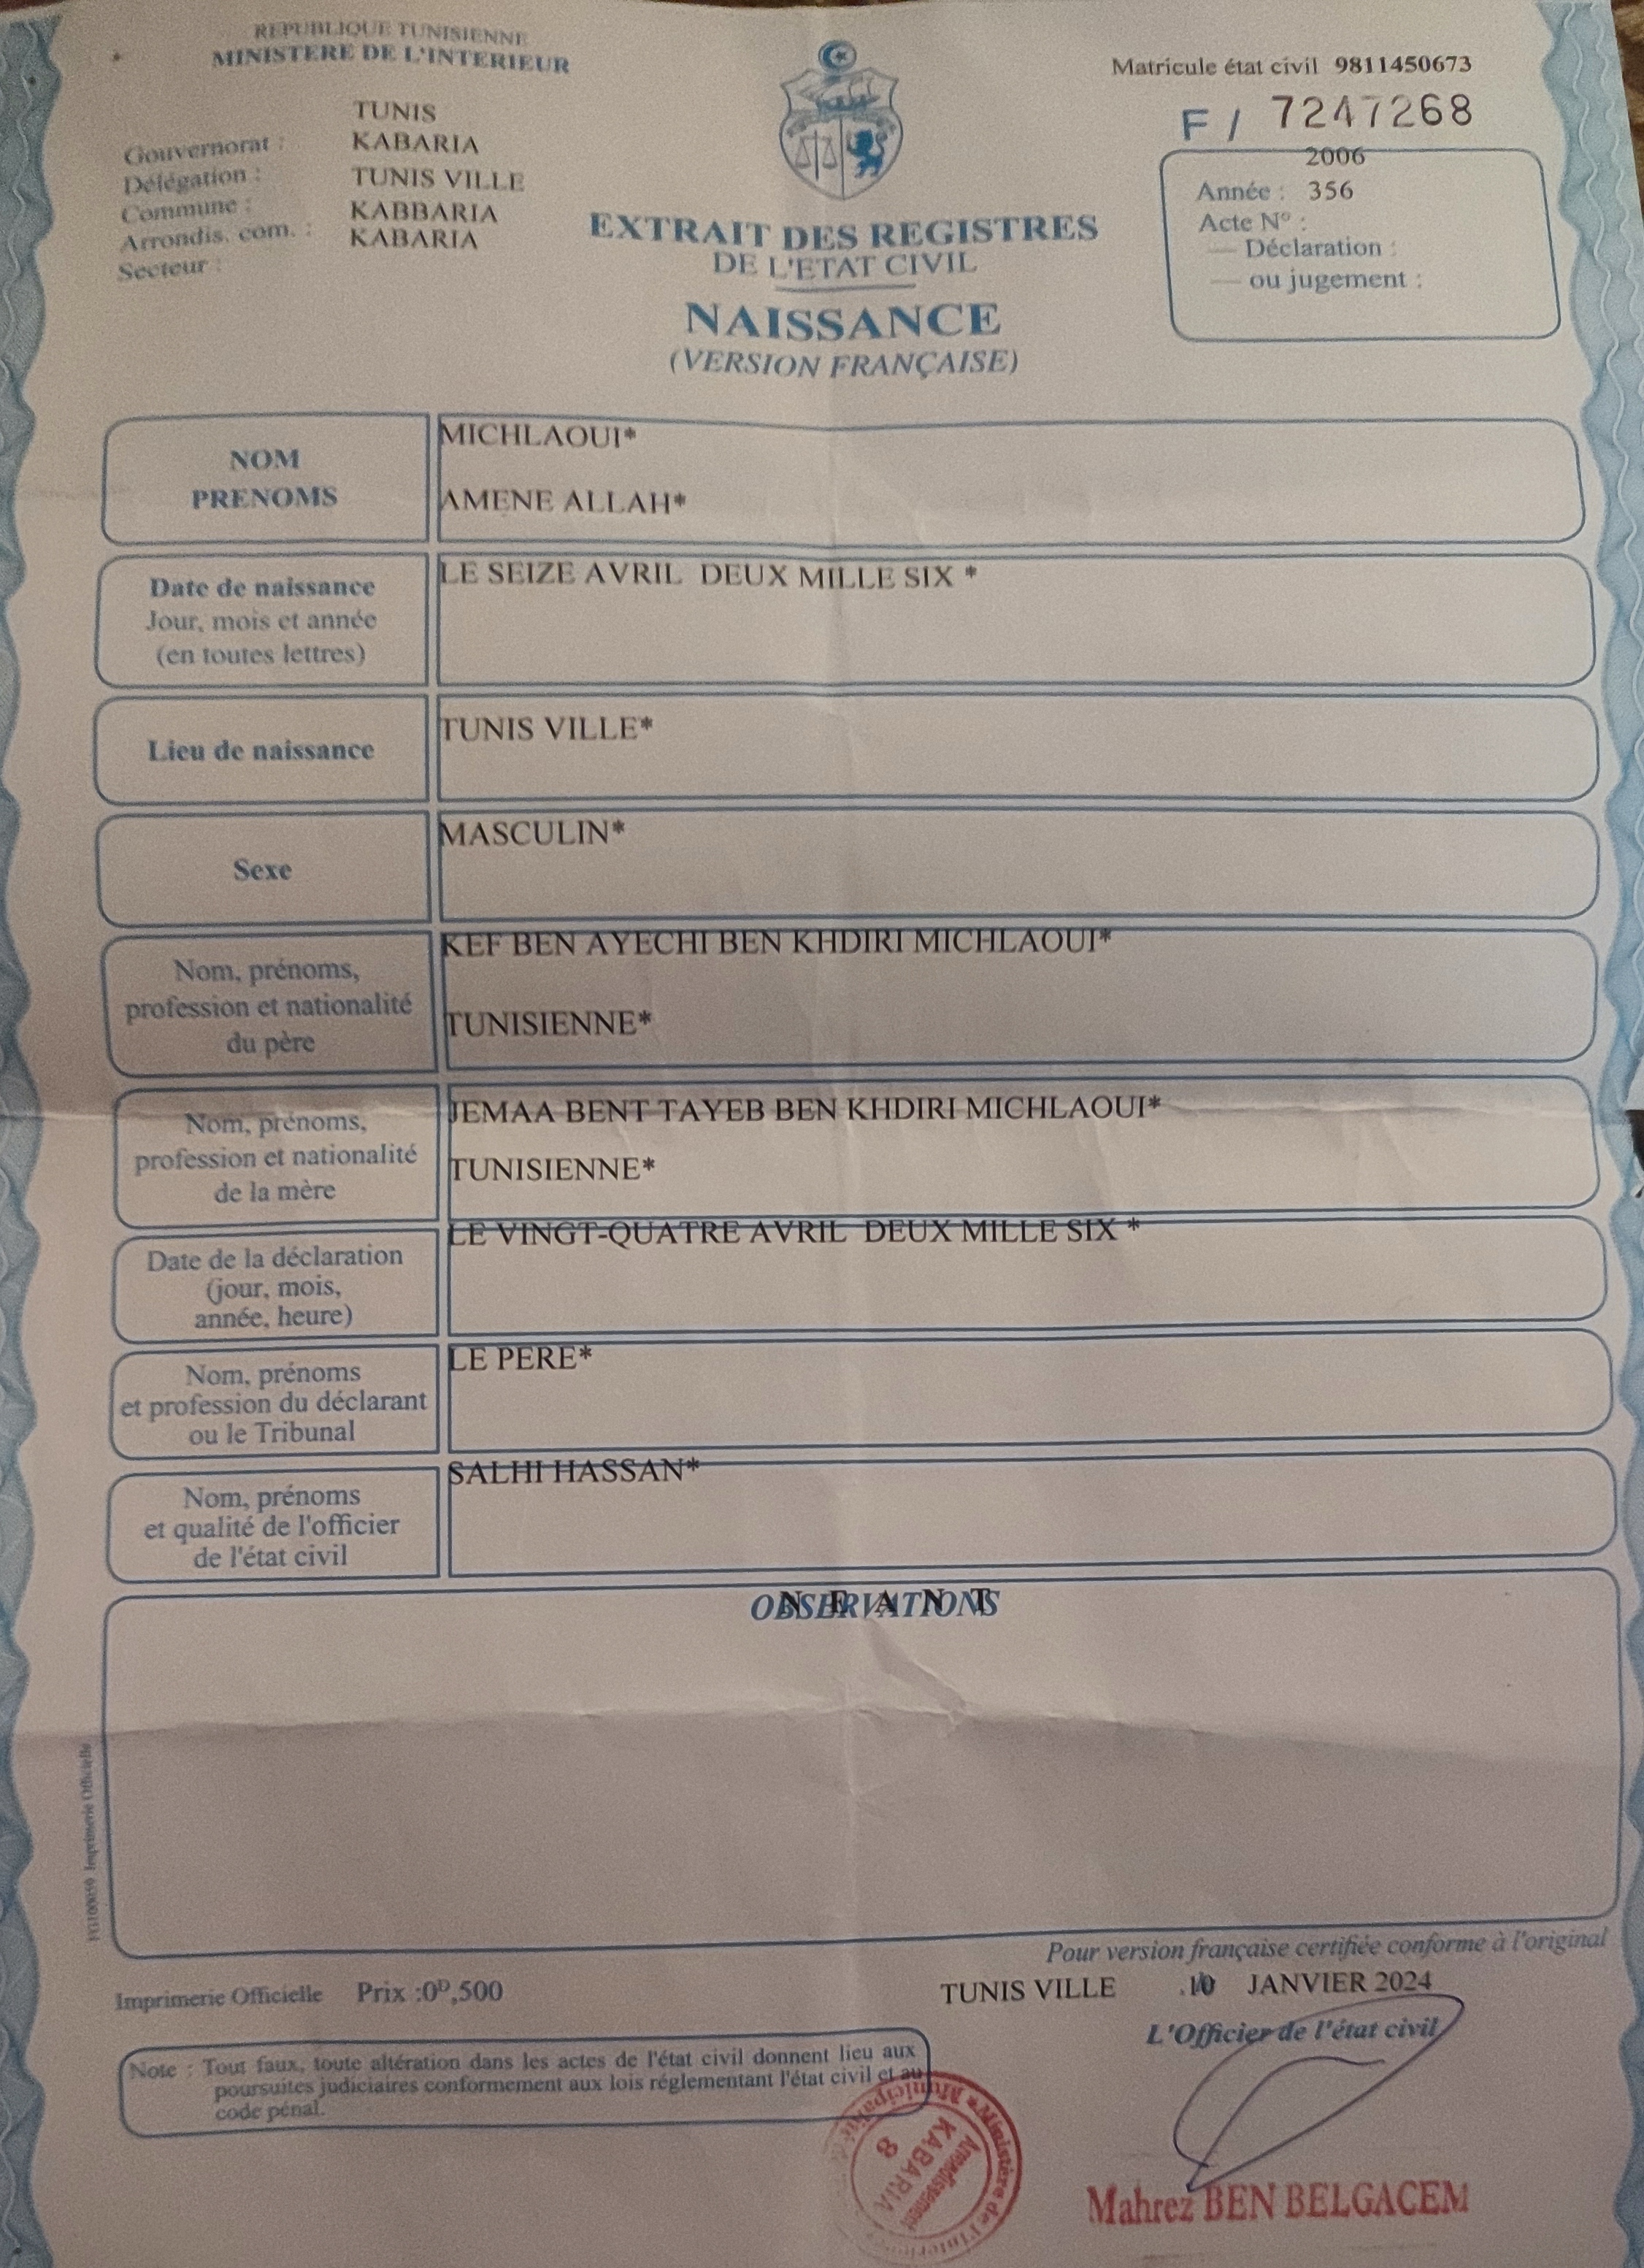 REPUBLIQUE TUNISIENNE
MINISTERE DE L'INTERIEUR
Matricule état civil 9811450673
F / 7247268
TUNIS
Gouvernorat : KABARIA
Délégation : TUNIS VILLE
Commune : KABBARIA
Arrondis. com. : KABARIA
Secteur :
2006
Année : 356
Acte N° :
— Déclaration :
— ou jugement :
EXTRAIT DES REGISTRES
DE L'ETAT CIVIL
NAISSANCE
(VERSION FRANÇAISE)
NOM
PRENOMS
MICHLAOUI*
AMENE ALLAH*
Date de naissance
Jour, mois et année
(en toutes lettres)
LE SEIZE AVRIL DEUX MILLE SIX *
Lieu de naissance
TUNIS VILLE*
Sexe
MASCULIN*
Nom, prénoms,
profession et nationalité
du père
KEF BEN AYECHI BEN KHDIRI MICHLAOUI*
TUNISIENNE*
Nom, prénoms,
profession et nationalité
de la mère
JEMAA BENT TAYEB BEN KHDIRI MICHLAOUI*
TUNISIENNE*
Date de la déclaration
(jour, mois,
année, heure)
LE VINGT-QUATRE AVRIL DEUX MILLE SIX *
Nom, prénoms
et profession du déclarant
ou le Tribunal
LE PERE*
Nom, prénoms
et qualité de l'officier
de l'état civil
SALHI HASSAN*
OBSERVATIONS
N E A N T
Imprimerie Officielle
Pour version française certifiée conforme à l'original
Imprimerie Officielle Prix :0ᴰ,500
TUNIS VILLE 10 JANVIER 2024
L'Officier de l'état civil
Note : Tout faux, toute altération dans les actes de l'état civil donnent lieu aux
poursuites judiciaires conformement aux lois réglementant l'état civil et au
code pénal.
Ministère de l'Interieur
Arrondissement
KABARIA
8
Mahrez BEN BELGACEM